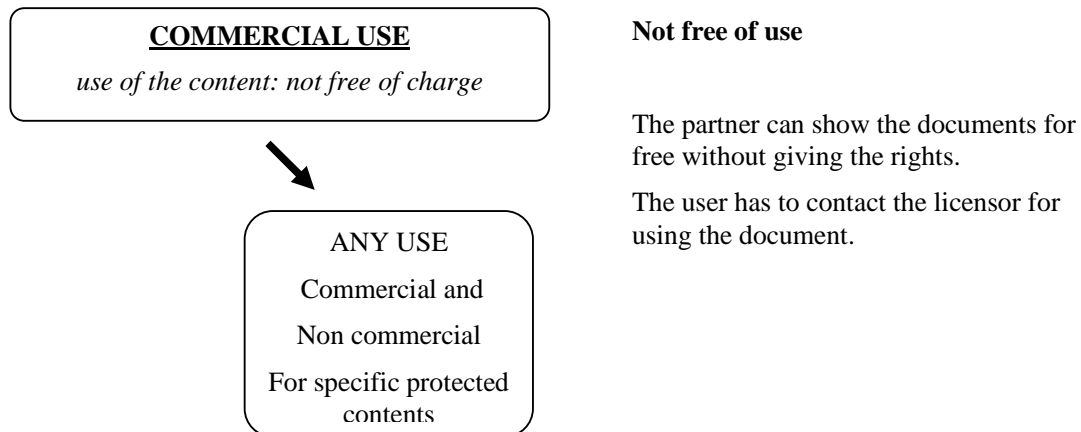 COMMERCIAL USE
use of the content: not free of charge
Not free of use
The partner can show the documents for
free without giving the rights.
The user has to contact the licensor for
using the document.
ANY USE
Commercial and
Non commercial
For specific protected
contents